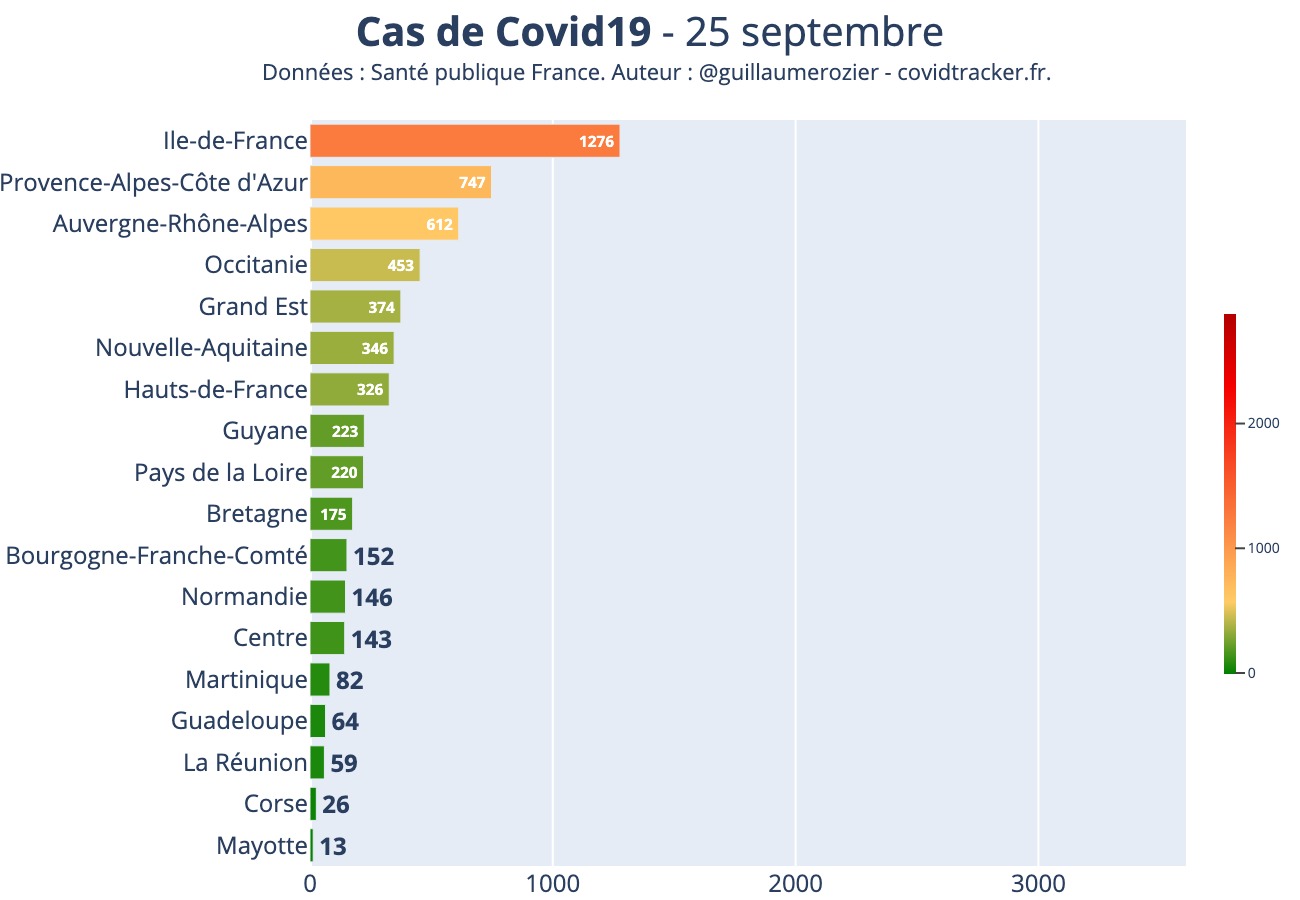 Cas de Covid19 - 25 septembre
Données : Santé publique France. Auteur : @guillaumerozier - covidtracker.fr.
Ile-de-France 1276
Provence-Alpes-Côte d'Azur 747
Auvergne-Rhône-Alpes 612
Occitanie 453
Grand Est 374
Nouvelle-Aquitaine 346
Hauts-de-France 326
Guyane 223
Pays de la Loire 220
Bretagne 175
Bourgogne-Franche-Comté 152
Normandie 146
Centre 143
Martinique 82
Guadeloupe 64
La Réunion 59
Corse 26
Mayotte 13
0 1000 2000 3000
2000
1000
0